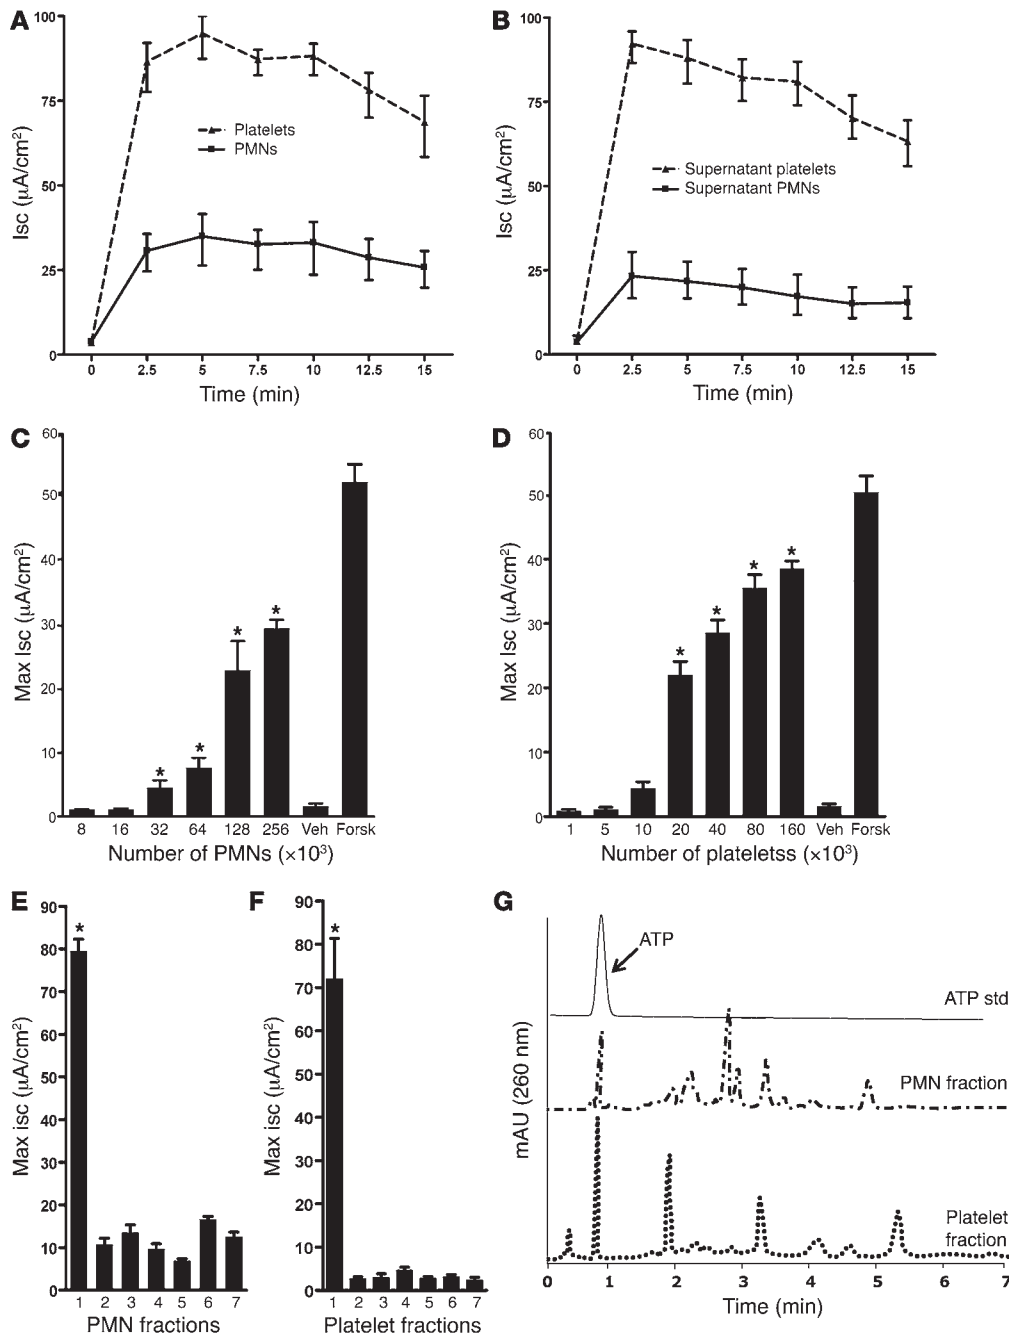 A
100
75
50
25
0
Isc (µA/cm²)
Platelets
PMNs
0 2.5 5 7.5 10 12.5 15
Time (min)
B
100
75
50
25
0
Isc (µA/cm²)
Supernatant platelets
Supernatant PMNs
0 2.5 5 7.5 10 12.5 15
Time (min)
C
60
50
40
30
20
10
0
Max Isc (µA/cm²)
* * * *
8 16 32 64 128 256 Veh Forsk
Number of PMNs (×10³)
D
60
50
40
30
20
10
0
Max Isc (µA/cm²)
* * * *
1 5 10 20 40 80 160 Veh Forsk
Number of plateletss (×10³)
E
90
80
70
60
50
40
30
20
10
0
Max isc (µA/cm²)
*
1 2 3 4 5 6 7
PMN fractions
F
90
80
70
60
50
40
30
20
10
0
Max isc (µA/cm²)
*
1 2 3 4 5 6 7
Platelet fractions
G
mAU (260 nm)
ATP
ATP std
PMN fraction
Platelet
fraction
0 1 2 3 4 5 6 7
Time (min)